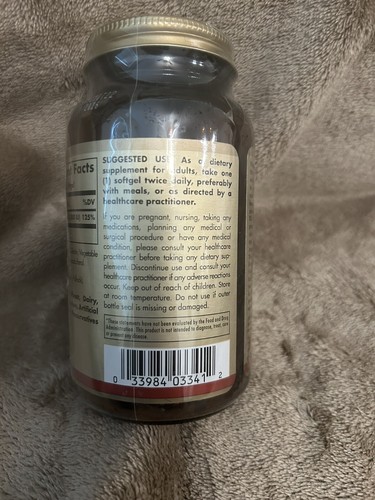 Facts
%DV
125%
Vegetable
Dairy,
Artificial
SUGGESTED USE: As a dietary
supplement for adults, take one
(1) softgel twice daily, preferably
with meals, or as directed by a
healthcare practitioner.
If you are pregnant, nursing, taking any
medications, planning any medical or
surgical procedure or have any medical
condition, please consult your healthcare
practitioner before taking any dietary sup-
plement. Discontinue use and consult your
healthcare practitioner if any adverse reactions
occur. Keep out of reach of children. Store
at room temperature. Do not use if outer
bottle seal is missing or damaged.
*These statements have not been evaluated by the Food and Drug
Administration. This product is not intended to diagnose, treat, cure
or prevent any disease.
0 33984 03341 2